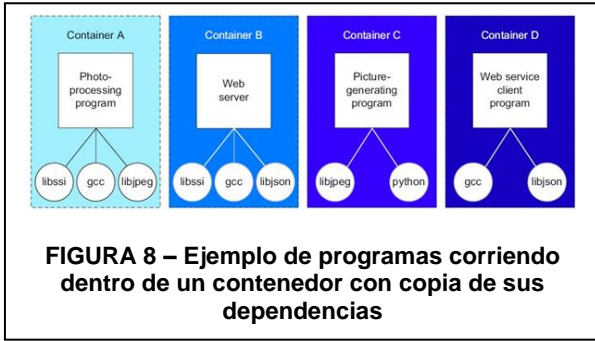 Container A
Photo-
processing
program
libssi
gcc
libjpeg
Container B
Web
server
libssi
gcc
libjson
Container C
Picture-
generating
program
libjpeg
python
Container D
Web service
client
program
gcc
libjson
FIGURA 8 – Ejemplo de programas corriendo
dentro de un contenedor con copia de sus
dependencias